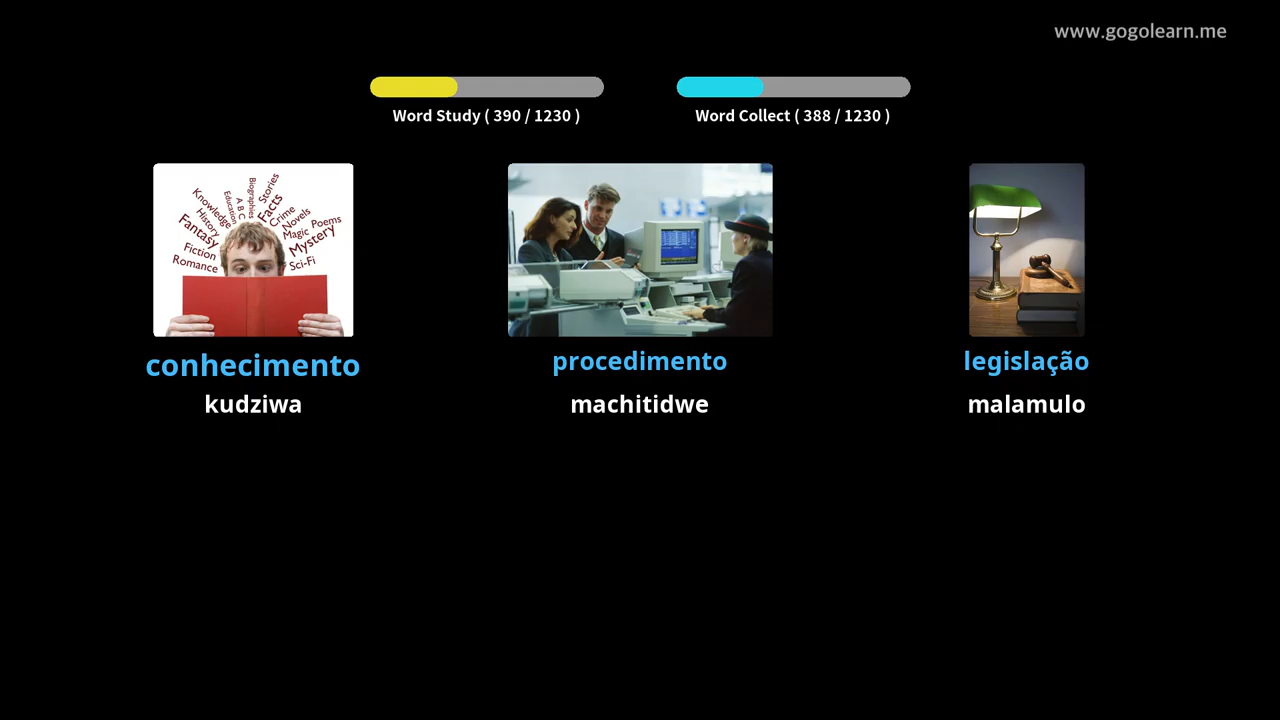 www.gogolearn.me
Word Study ( 390 / 1230 )
Word Collect ( 388 / 1230 )
Stories
Biographies
Facts
Knowledge
Education
A B C
Crime
Novels
History
Poems
Magic
Fantasy
Mystery
Fiction
Sci-Fi
Romance
conhecimento
procedimento
legislação
kudziwa
machitidwe
malamulo